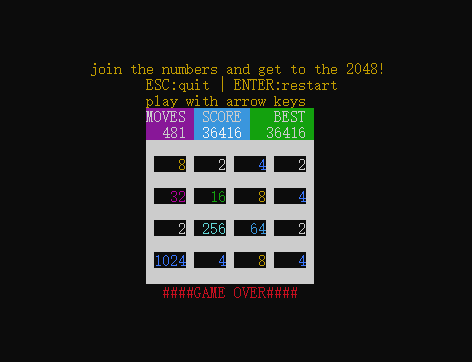 join the numbers and get to the 2048!
ESC:quit | ENTER:restart
play with arrow keys
MOVES SCORE BEST
481 36416 36416
8 2 4 2
32 16 8 4
2 256 64 2
1024 4 8 4
####GAME OVER####